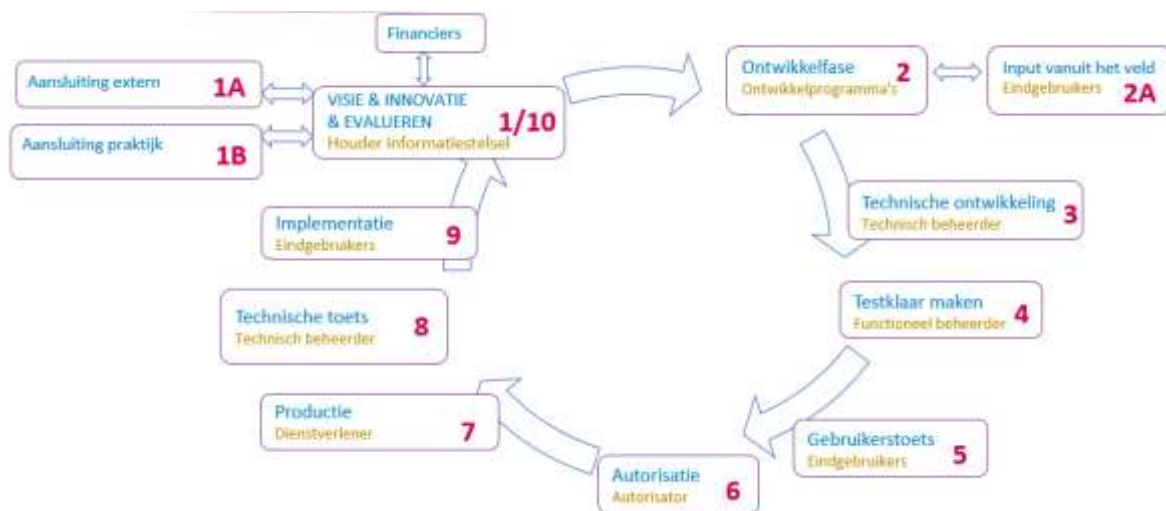 Financiers
Aansluiting extern 1A
Aansluiting praktijk 1B
VISIE & INNOVATIE
& EVALUEREN 1/10
Houder informatiestelsel
Ontwikkelfase 2
Ontwikkelprogramma's
Input vanuit het veld
Eindgebruikers 2A
Technische ontwikkeling
Technisch beheerder 3
Testklaar maken
Functioneel beheerder 4
Gebruikerstoets
Eindgebruikers 5
Autorisatie
Autorisator 6
Productie
Dienstverlener 7
Technische toets
Technisch beheerder 8
Implementatie
Eindgebruikers 9